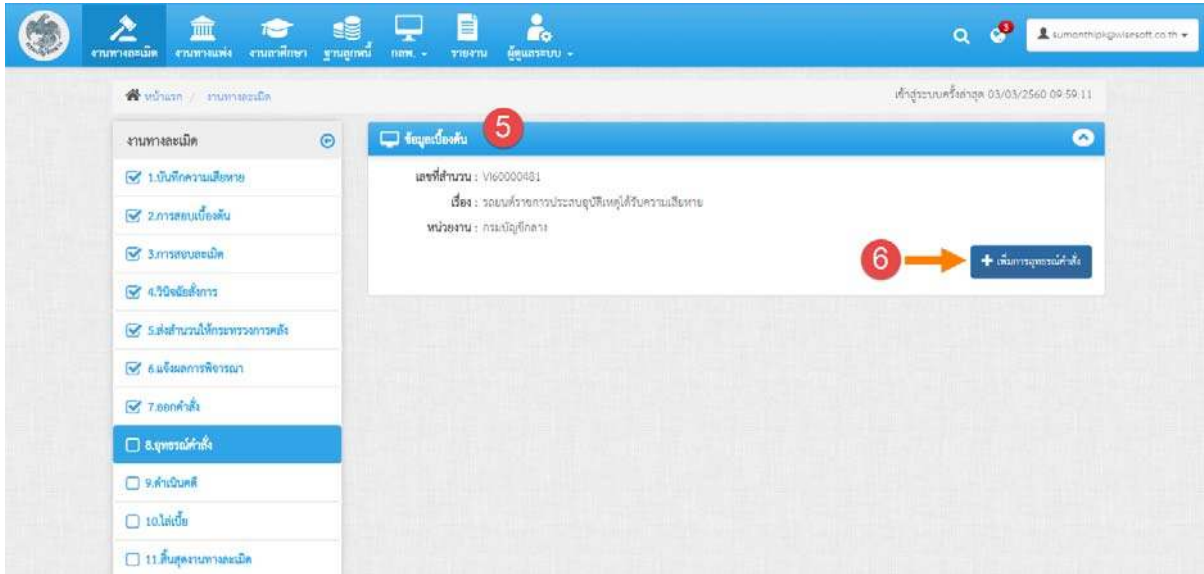 งานทางละเมิด งานทางแพ่ง งานลาศึกษา ฐานลูกหนี้ กลพ. รายงาน ผู้ดูแลระบบ
3
sumonthipk@wisesoft.co.th
หน้าแรก / งานทางละเมิด
เข้าสู่ระบบครั้งล่าสุด 03/03/2560 09:59:11
งานทางละเมิด
1.บันทึกความเสียหาย
2.การสอบเบื้องต้น
3.การสอบละเมิด
4.วินิจฉัยสั่งการ
5.ส่งสำนวนให้กระทรวงการคลัง
6.แจ้งผลการพิจารณา
7.ออกคำสั่ง
8.อุทธรณ์คำสั่ง
9.ดำเนินคดี
10.ไล่เบี้ย
11.สิ้นสุดงานทางละเมิด
ข้อมูลเบื้องต้น 5
เลขที่สำนวน : V160000481
เรื่อง : รถยนต์ราชการประสบอุบัติเหตุได้รับความเสียหาย
หน่วยงาน : กรมบัญชีกลาง
6 เพิ่มการอุทธรณ์คำสั่ง